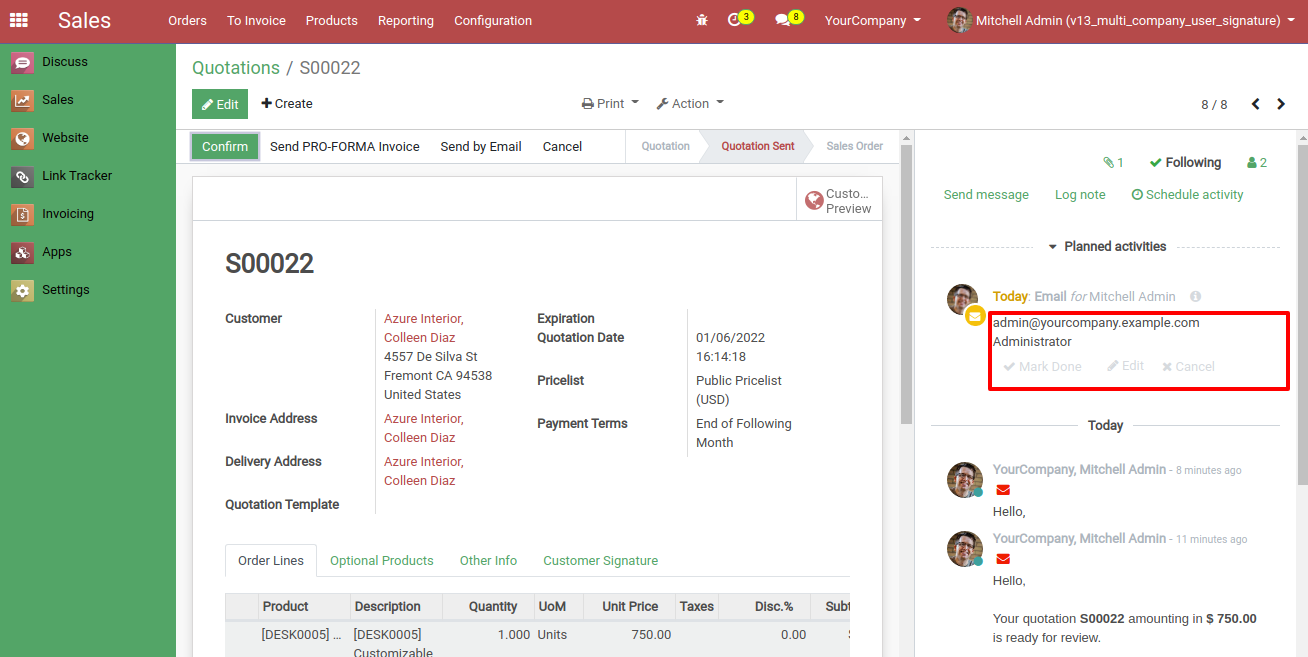 Sales
Orders To Invoice Products Reporting Configuration
3 8 YourCompany Mitchell Admin (v13_multi_company_user_signature)
Discuss
Sales
Website
Link Tracker
Invoicing
Apps
Settings
Quotations / S00022
Edit Create Print Action 8 / 8
Confirm Send PRO-FORMA Invoice Send by Email Cancel Quotation Quotation Sent Sales Order
Custo...
Preview
S00022
Customer Azure Interior,
Colleen Diaz
4557 De Silva St
Fremont CA 94538
United States
Invoice Address Azure Interior,
Colleen Diaz
Delivery Address Azure Interior,
Colleen Diaz
Quotation Template
Expiration
Quotation Date 01/06/2022
16:14:18
Pricelist Public Pricelist
(USD)
Payment Terms End of Following
Month
Order Lines Optional Products Other Info Customer Signature
Product Description Quantity UoM Unit Price Taxes Disc.% Subt
[DESK0005] ... [DESK0005] 1.000 Units 750.00 0.00
Customizable
1 Following 2
Send message Log note Schedule activity
Planned activities
Today: Email for Mitchell Admin
admin@yourcompany.example.com
Administrator
Mark Done Edit Cancel
Today
YourCompany, Mitchell Admin - 8 minutes ago
Hello,
YourCompany, Mitchell Admin - 11 minutes ago
Hello,
Your quotation S00022 amounting in $ 750.00
is ready for review.